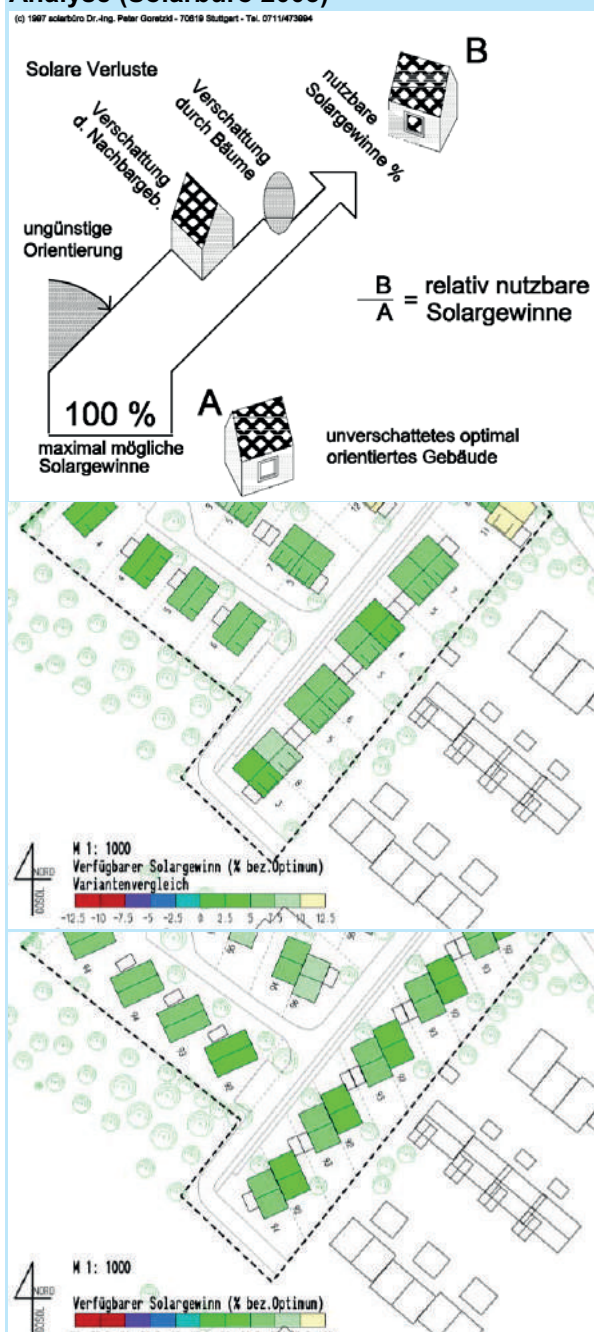 Analyse (Solarbüro 2003)
(c) 1997 solarbüro Dr.-Ing. Peter Goretzki - 70619 Stuttgart - Tel. 0711/473994
Solare Verluste
Verschattung
d. Nachbargeb.
Verschattung
durch Bäume
nutzbare
Solargewinne %
B
ungünstige
Orientierung
B
A
= relativ nutzbare
Solargewinne
100 %
maximal mögliche
Solargewinne
A
unverschattetes optimal
orientiertes Gebäude
M 1: 1000
Verfügbarer Solargewinn (% bez.Optimum)
Variantenvergleich
NORD
GOSOL
-12.5 -10 -7.5 -5 -2.5 0 2.5 5 7.5 10 12.5
M 1: 1000
Verfügbarer Solargewinn (% bez.Optimum)
NORD
GOSOL